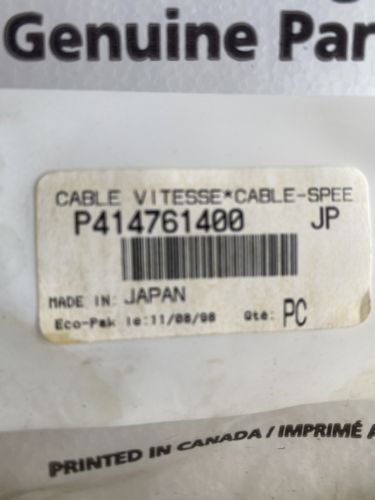 Genuine Par
CABLE VITESSE*CABLE-SPEE
P414761400 JP
MADE IN: JAPAN
Eco-Pak le:11/08/98 Qte: PC
PRINTED IN CANADA / IMPRIMÉ A